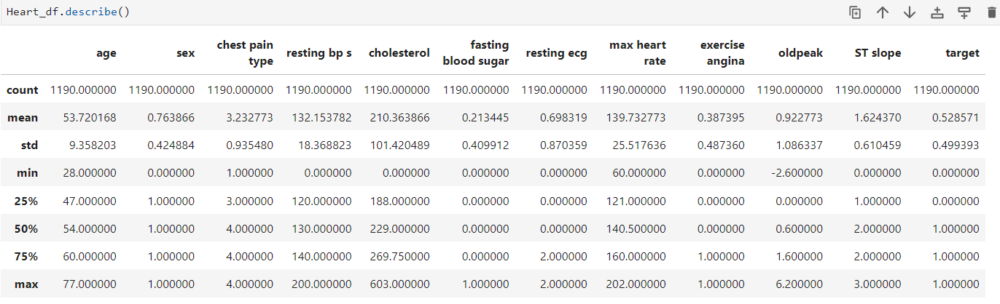 Heart_df.describe()
age sex chest pain type resting bp s cholesterol fasting blood sugar resting ecg max heart rate exercise angina oldpeak ST slope target
count 1190.000000 1190.000000 1190.000000 1190.000000 1190.000000 1190.000000 1190.000000 1190.000000 1190.000000 1190.000000 1190.000000 1190.000000
mean 53.720168 0.763866 3.232773 132.153782 210.363866 0.213445 0.698319 139.732773 0.387395 0.922773 1.624370 0.528571
std 9.358203 0.424884 0.935480 18.368823 101.420489 0.409912 0.870359 25.517636 0.487360 1.086337 0.610459 0.499393
min 28.000000 0.000000 1.000000 0.000000 0.000000 0.000000 0.000000 60.000000 0.000000 -2.600000 0.000000 0.000000
25% 47.000000 1.000000 3.000000 120.000000 188.000000 0.000000 0.000000 121.000000 0.000000 0.000000 1.000000 0.000000
50% 54.000000 1.000000 4.000000 130.000000 229.000000 0.000000 0.000000 140.500000 0.000000 0.600000 2.000000 1.000000
75% 60.000000 1.000000 4.000000 140.000000 269.750000 0.000000 2.000000 160.000000 1.000000 1.600000 2.000000 1.000000
max 77.000000 1.000000 4.000000 200.000000 603.000000 1.000000 2.000000 202.000000 1.000000 6.200000 3.000000 1.000000